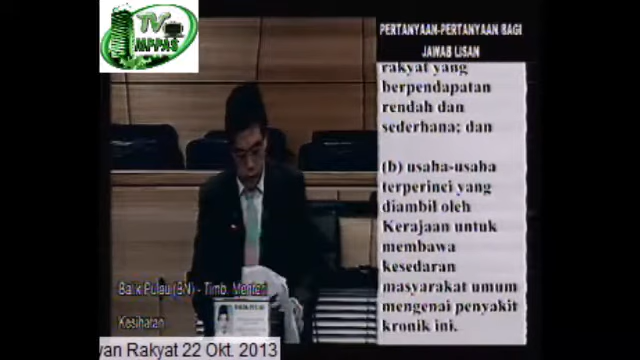 TV
MPPAS
PERTANYAAN-PERTANYAAN BAGI
JAWAB LISAN
rakyat yang
berpendapatan
rendah dan
sederhana; dan
(b) usaha-usaha
terperinci yang
diambil oleh
Kerajaan untuk
membawa
kesedaran
masyarakat umum
mengenai penyakit
kronik ini.
Balik Pulau (BN) - Timb. Menteri
Kesihatan
wan Rakyat 22 Okt. 2013